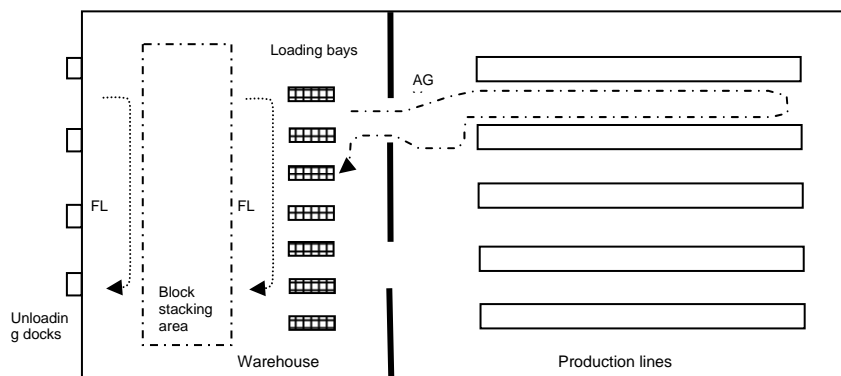 Loading bays
AG
FL
FL
Block
stacking
area
Unloadin
g docks
Warehouse
Production lines